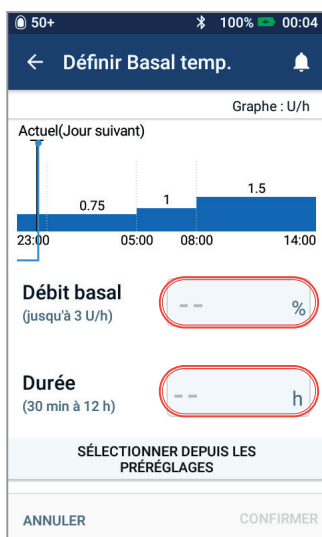 50+ 100% 00:04
Définir Basal temp.
Graphe : U/h
Actuel(Jour suivant)
0.75 1 1.5
23:00 05:00 08:00 14:00
Débit basal
(jusqu'à 3 U/h)
-- %
Durée
(30 min à 12 h)
-- h
SÉLECTIONNER DEPUIS LES
PRÉRÉGLAGES
ANNULER CONFIRMER